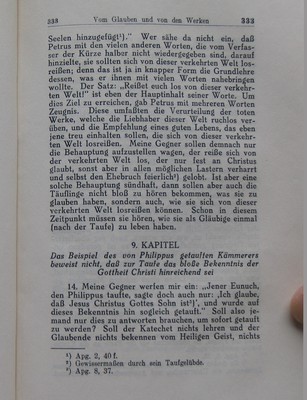 333 Vom Glauben und von den Werken 333
Seelen hinzugefügt¹).“ Wer sähe da nicht ein, daß
Petrus mit den vielen anderen Worten, die vom Verfas-
ser der Kürze halber nicht wiedergegeben sind, darauf
hinzielte, sie sollten sich von dieser verkehrten Welt los-
reißen; denn das ist ja in knapper Form die Grundlehre
dessen, was er ihnen mit vielen Worten nahebringen
wollte. Der Satz: „Reißet euch los von dieser verkehr-
ten Welt!“ ist eben der Hauptinhalt seiner Worte. Um
dies Ziel zu erreichen, gab Petrus mit mehreren Worten
Zeugnis. Diese umfaßten die Verurteilung der toten
Werke, welche die Liebhaber dieser Welt ruchlos ver-
üben, und die Empfehlung eines guten Lebens, das eben
jene treu einhalten sollen, die sich von dieser verkehr-
ten Welt losreißen. Meine Gegner sollen demnach nur
die Behauptung aufzustellen wagen, daß sich jener von
der verkehrten Welt los, der nur fest an Christus
glaubt, sonst aber in allen möglichen Lastern verharrt
und selbst den Ehebruch feierlich²) gelobt. Ist aber eine
solche Behauptung sündhaft, dann sollen aber auch die
Täuflinge nicht bloß zu hören bekommen, was sie zu
glauben haben, sondern auch, wie sie sich von dieser
verkehrten Welt losreißen können. Schon in diesem
Zeitpunkt müssen sie hören, wie sie als Gläubige einmal
(nach der Taufe) zu leben haben.
9. KAPITEL
Das Beispiel des von Philippus getauften Kämmerers
beweist nicht, daß zur Taufe das bloße Bekenntnis der
Gottheit Christi hinreichend sei
14. Meine Gegner werfen mir ein: „Jener Eunuch,
den Philippus taufte, sagte doch auch nur: ‚Ich glaube,
daß Jesus Christus Gottes Sohn ist³)‘, und wurde auf
dieses Bekenntnis hin sogleich getauft.“ Soll also je-
mand nur dies zu antworten brauchen, um sofort getauft
zu werden? Soll der Katechet nichts lehren und der
Glaubende nichts bekennen vom Heiligen Geist, nichts
¹) Apg. 2, 40 f.
²) Gewissermaßen durch sein Taufgelübde.
³) Apg. 8, 37.